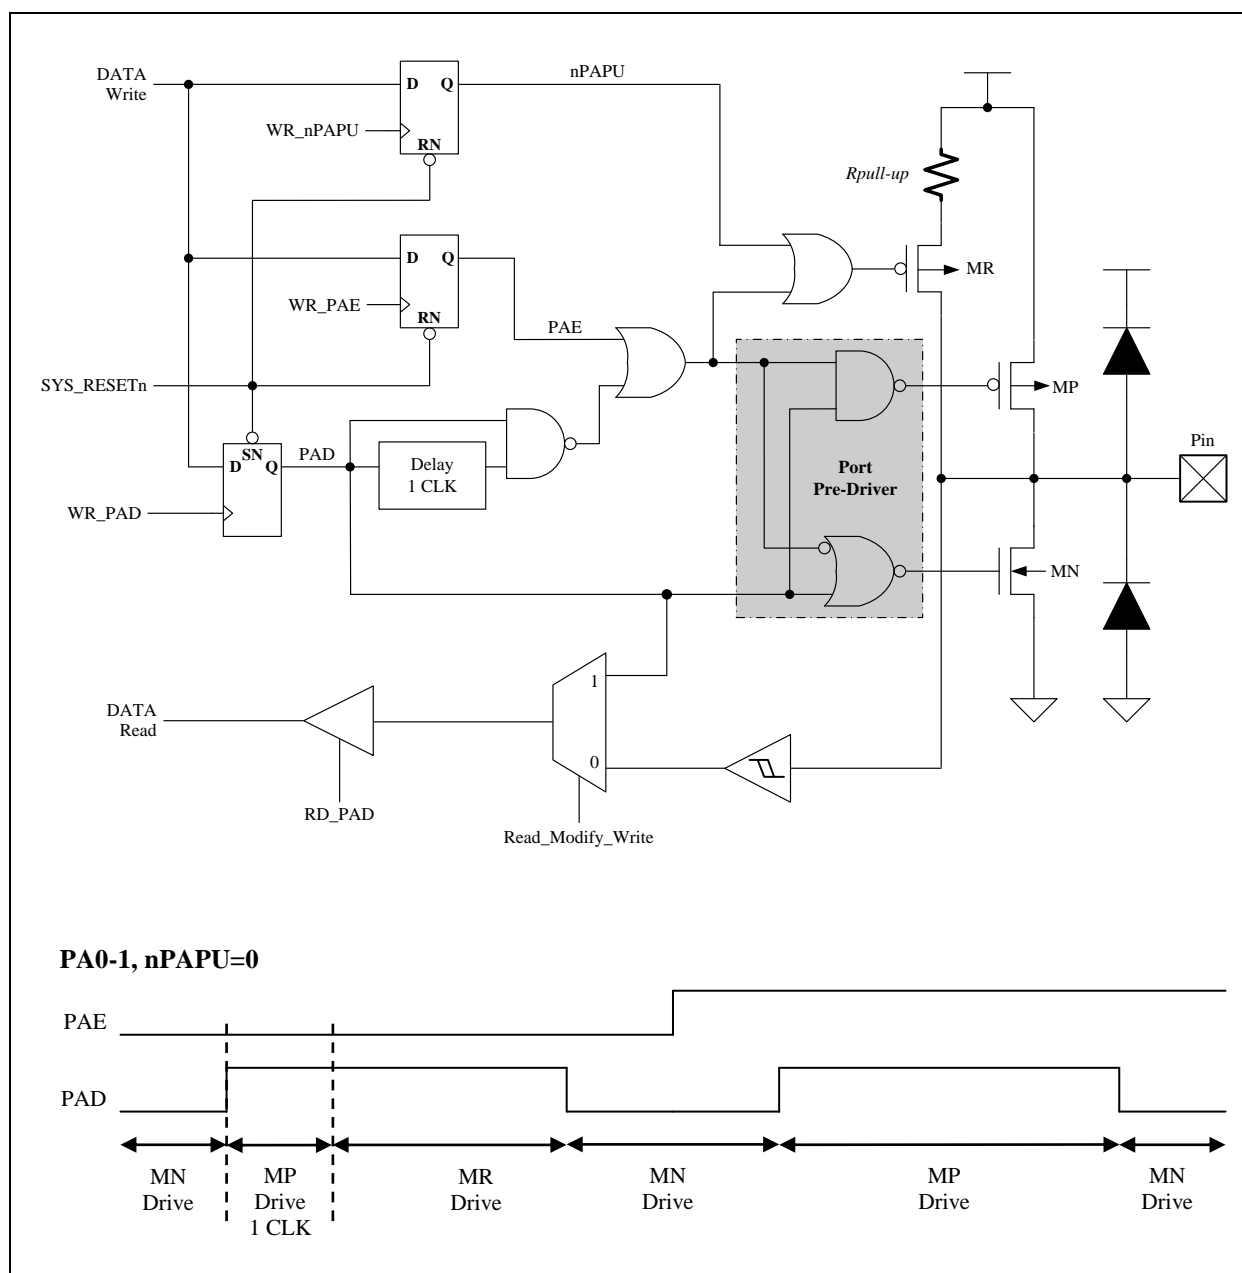 DATA
Write
D
Q
nPAPU
WR_nPAPU
RN
Rpull-up
D
Q
MR
WR_PAE
RN
PAE
SYS_RESETn
MP
SN
D
Q
PAD
Delay
1 CLK
Port
Pre-Driver
Pin
WR_PAD
MN
1
DATA
Read
0
RD_PAD
Read_Modify_Write
PA0-1, nPAPU=0
PAE
PAD
MN
Drive
MP
Drive
1 CLK
MR
Drive
MN
Drive
MP
Drive
MN
Drive